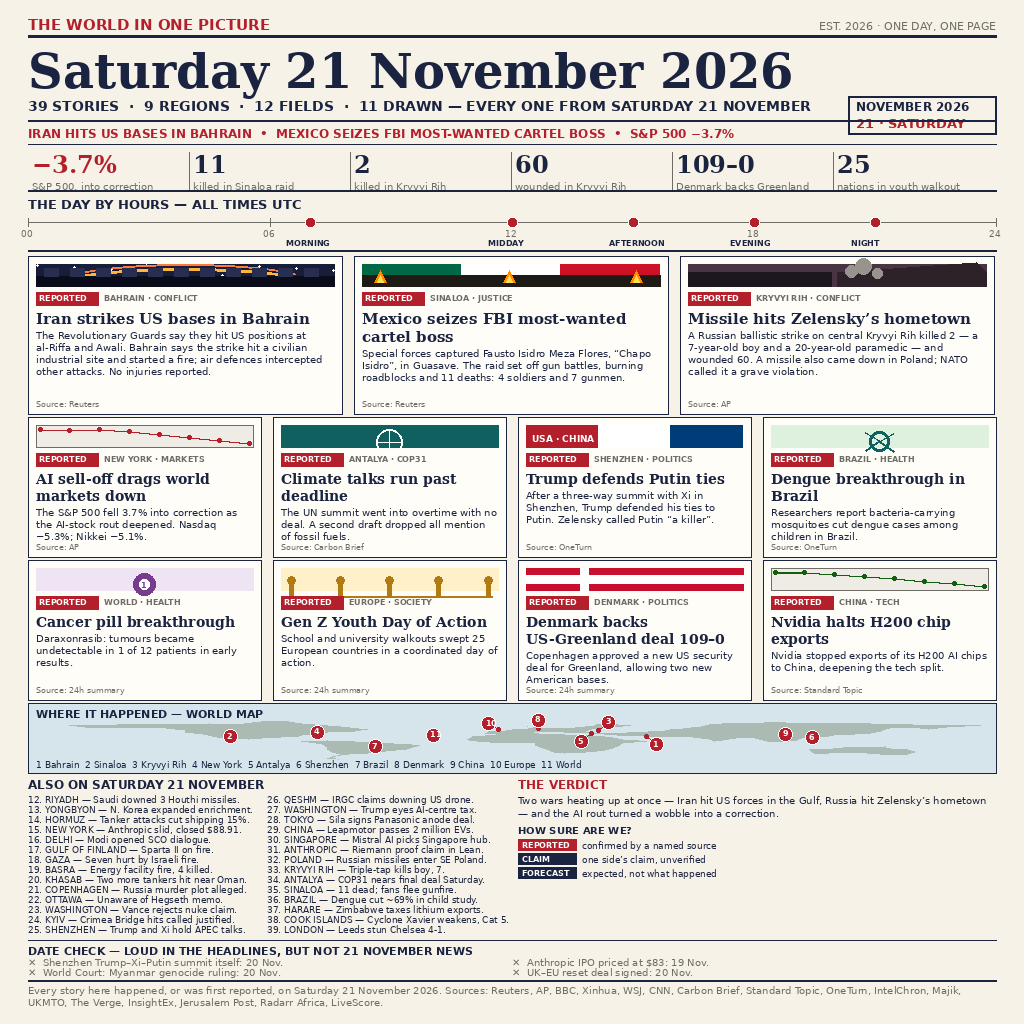 THE WORLD IN ONE PICTURE
EST. 2026 · ONE DAY, ONE PAGE
Saturday 21 November 2026
39 STORIES · 9 REGIONS · 12 FIELDS · 11 DRAWN — EVERY ONE FROM SATURDAY 21 NOVEMBER
NOVEMBER 2026
21 · SATURDAY
IRAN HITS US BASES IN BAHRAIN • MEXICO SEIZES FBI MOST-WANTED CARTEL BOSS • S&P 500 −3.7%
−3.7%
S&P 500, into correction
11
killed in Sinaloa raid
2
killed in Kryvyi Rih
60
wounded in Kryvyi Rih
109–0
Denmark backs Greenland
25
nations in youth walkout
THE DAY BY HOURS — ALL TIMES UTC
00 06 12 18 24
MORNING MIDDAY AFTERNOON EVENING NIGHT
REPORTED BAHRAIN · CONFLICT
Iran strikes US bases in Bahrain
The Revolutionary Guards say they hit US positions at
al-Riffa and Awali. Bahrain says the strike hit a civilian
industrial site and started a fire; air defences intercepted
other attacks. No injuries reported.
Source: Reuters
REPORTED SINALOA · JUSTICE
Mexico seizes FBI most-wanted
cartel boss
Special forces captured Fausto Isidro Meza Flores, “Chapo
Isidro”, in Guasave. The raid set off gun battles, burning
roadblocks and 11 deaths: 4 soldiers and 7 gunmen.
Source: Reuters
REPORTED KRYVYI RIH · CONFLICT
Missile hits Zelensky’s hometown
A Russian ballistic strike on central Kryvyi Rih killed 2 — a
7-year-old boy and a 20-year-old paramedic — and
wounded 60. A missile also came down in Poland; NATO
called it a grave violation.
Source: AP
REPORTED NEW YORK · MARKETS
AI sell-off drags world
markets down
The S&P 500 fell 3.7% into correction as
the AI-stock rout deepened. Nasdaq
−5.3%; Nikkei −5.1%.
Source: AP
REPORTED ANTALYA · COP31
Climate talks run past
deadline
The UN summit went into overtime with no
deal. A second draft dropped all mention
of fossil fuels.
Source: Carbon Brief
USA · CHINA
REPORTED SHENZHEN · POLITICS
Trump defends Putin ties
After a three-way summit with Xi in
Shenzhen, Trump defended his ties to
Putin. Zelensky called Putin “a killer”.
Source: OneTurn
REPORTED BRAZIL · HEALTH
Dengue breakthrough in
Brazil
Researchers report bacteria-carrying
mosquitoes cut dengue cases among
children in Brazil.
Source: OneTurn
1
REPORTED WORLD · HEALTH
Cancer pill breakthrough
Daraxonrasib: tumours became
undetectable in 1 of 12 patients in early
results.
Source: 24h summary
REPORTED EUROPE · SOCIETY
Gen Z Youth Day of Action
School and university walkouts swept 25
European countries in a coordinated day of
action.
Source: 24h summary
REPORTED DENMARK · POLITICS
Denmark backs
US-Greenland deal 109–0
Copenhagen approved a new US security
deal for Greenland, allowing two new
American bases.
Source: 24h summary
REPORTED CHINA · TECH
Nvidia halts H200 chip
exports
Nvidia stopped exports of its H200 AI chips
to China, deepening the tech split.
Source: Standard Topic
WHERE IT HAPPENED — WORLD MAP
2 4 7 11 10 8 5 3 1 9 6
1 Bahrain 2 Sinaloa 3 Kryvyi Rih 4 New York 5 Antalya 6 Shenzhen 7 Brazil 8 Denmark 9 China 10 Europe 11 World
ALSO ON SATURDAY 21 NOVEMBER
12. RIYADH — Saudi downed 3 Houthi missiles.
13. YONGBYON — N. Korea expanded enrichment.
14. HORMUZ — Tanker attacks cut shipping 15%.
15. NEW YORK — Anthropic slid, closed $88.91.
16. DELHI — Modi opened SCO dialogue.
17. GULF OF FINLAND — Sparta II on fire.
18. GAZA — Seven hurt by Israeli fire.
19. BASRA — Energy facility fire, 4 killed.
20. KHASAB — Two more tankers hit near Oman.
21. COPENHAGEN — Russia murder plot alleged.
22. OTTAWA — Unaware of Hegseth memo.
23. WASHINGTON — Vance rejects nuke claim.
24. KYIV — Crimea Bridge hits called justified.
25. SHENZHEN — Trump and Xi hold APEC talks.
26. QESHM — IRGC claims downing US drone.
27. WASHINGTON — Trump eyes AI-centre tax.
28. TOKYO — Sila signs Panasonic anode deal.
29. CHINA — Leapmotor passes 2 million EVs.
30. SINGAPORE — Mistral AI picks Singapore hub.
31. ANTHROPIC — Riemann proof claim in Lean.
32. POLAND — Russian missiles enter SE Poland.
33. KRYVYI RIH — Triple-tap kills boy, 7.
34. ANTALYA — COP31 nears final deal Saturday.
35. SINALOA — 11 dead; fans flee gunfire.
36. BRAZIL — Dengue cut ~69% in child study.
37. HARARE — Zimbabwe taxes lithium exports.
38. COOK ISLANDS — Cyclone Xavier weakens, Cat 5.
39. LONDON — Leeds stun Chelsea 4-1.
THE VERDICT
Two wars heating up at once — Iran hit US forces in the Gulf, Russia hit Zelensky’s hometown
— and the AI rout turned a wobble into a correction.
HOW SURE ARE WE?
REPORTED confirmed by a named source
CLAIM one side’s claim, unverified
FORECAST expected, not what happened
DATE CHECK — LOUD IN THE HEADLINES, BUT NOT 21 NOVEMBER NEWS
✕ Shenzhen Trump–Xi–Putin summit itself: 20 Nov.
✕ World Court: Myanmar genocide ruling: 20 Nov.
✕ Anthropic IPO priced at $83: 19 Nov.
✕ UK–EU reset deal signed: 20 Nov.
Every story here happened, or was first reported, on Saturday 21 November 2026. Sources: Reuters, AP, BBC, Xinhua, WSJ, CNN, Carbon Brief, Standard Topic, OneTurn, IntelChron, Majik,
UKMTO, The Verge, InsightEx, Jerusalem Post, Radarr Africa, LiveScore.